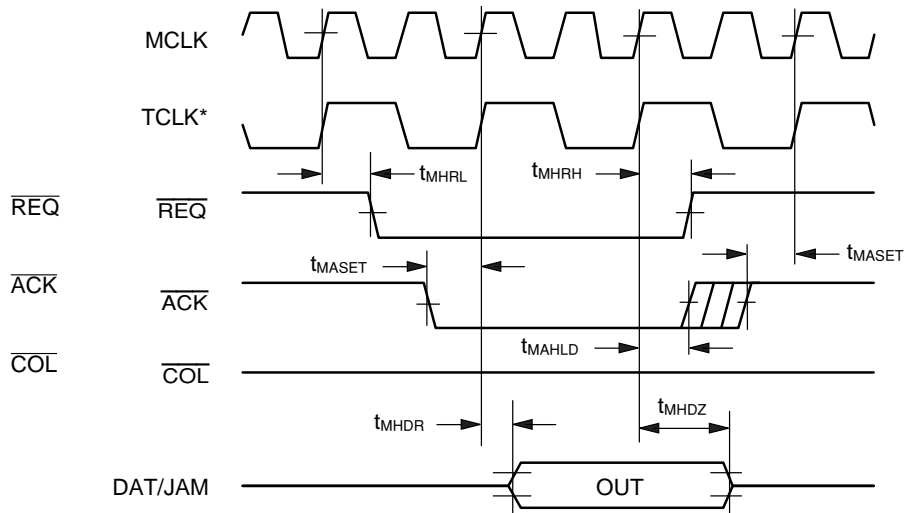 MCLK
TCLK*
tMHRL
tMHRH
REQ REQ
tMASET
tMASET
ACK ACK
tMAHLD
COL COL
tMHDR
tMHDZ
DAT/JAM
OUT